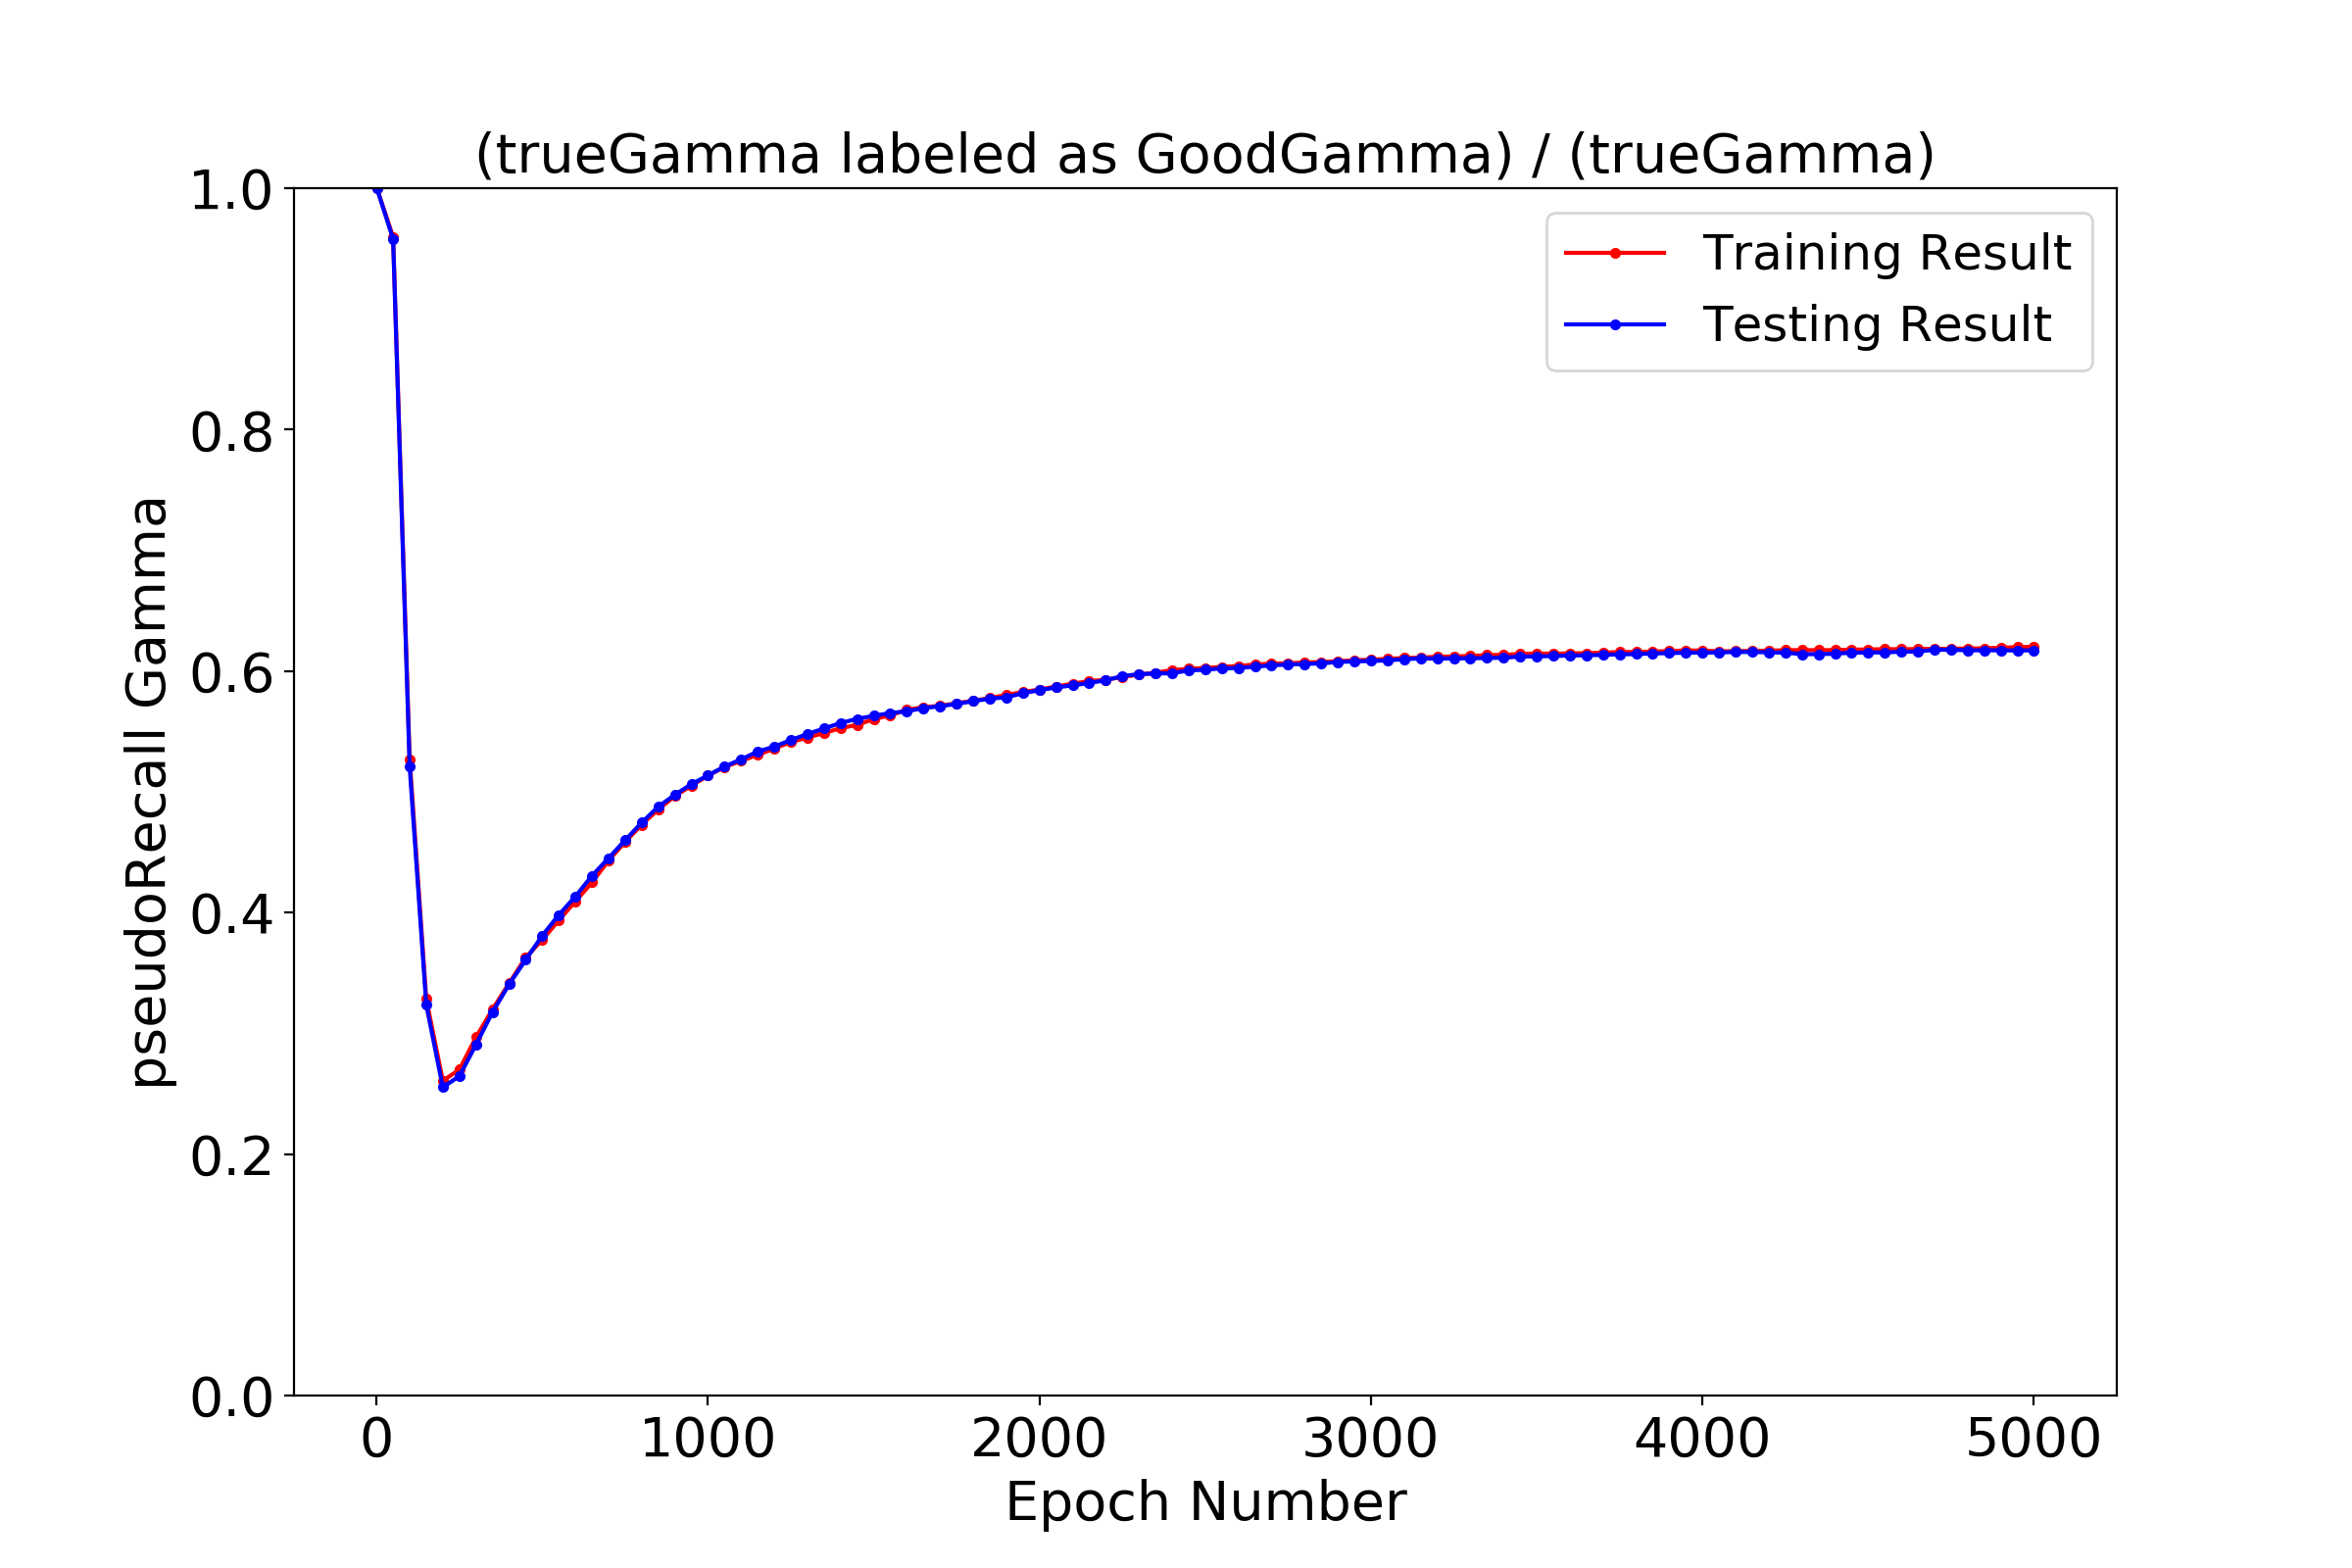 (trueGamma labeled as GoodGamma) / (trueGamma)
1.0
0.8
0.6
0.4
0.2
0.0
pseudoRecall Gamma
Training Result
Testing Result
0 1000 2000 3000 4000 5000
Epoch Number